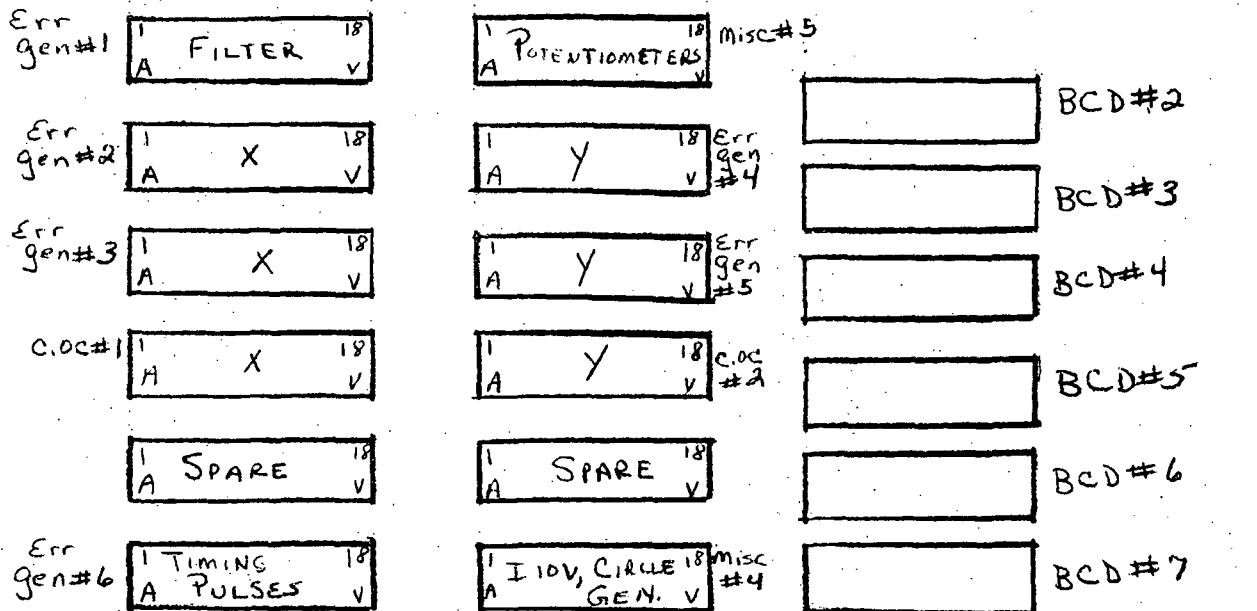 Err
gen#1
1 18
FILTER
A V
1 18
POTENTIOMETERS
A V
Misc#5
BCD#2
Err
gen#2
1 18
X
A V
1 18
Y
A V
Err
gen
#4
BCD#3
Err
gen#3
1 18
X
A V
1 18
Y
A V
Err
gen
#5
BCD#4
C.OC#1
1 18
X
A V
1 18
Y
A V
C.OC
#2
BCD#5
1 18
SPARE
A V
1 18
SPARE
A V
BCD#6
Err
gen#6
1 TIMING 18
A PULSES V
1 I 10V, CIRCLE 18
A GEN. V
Misc
#4
BCD#7